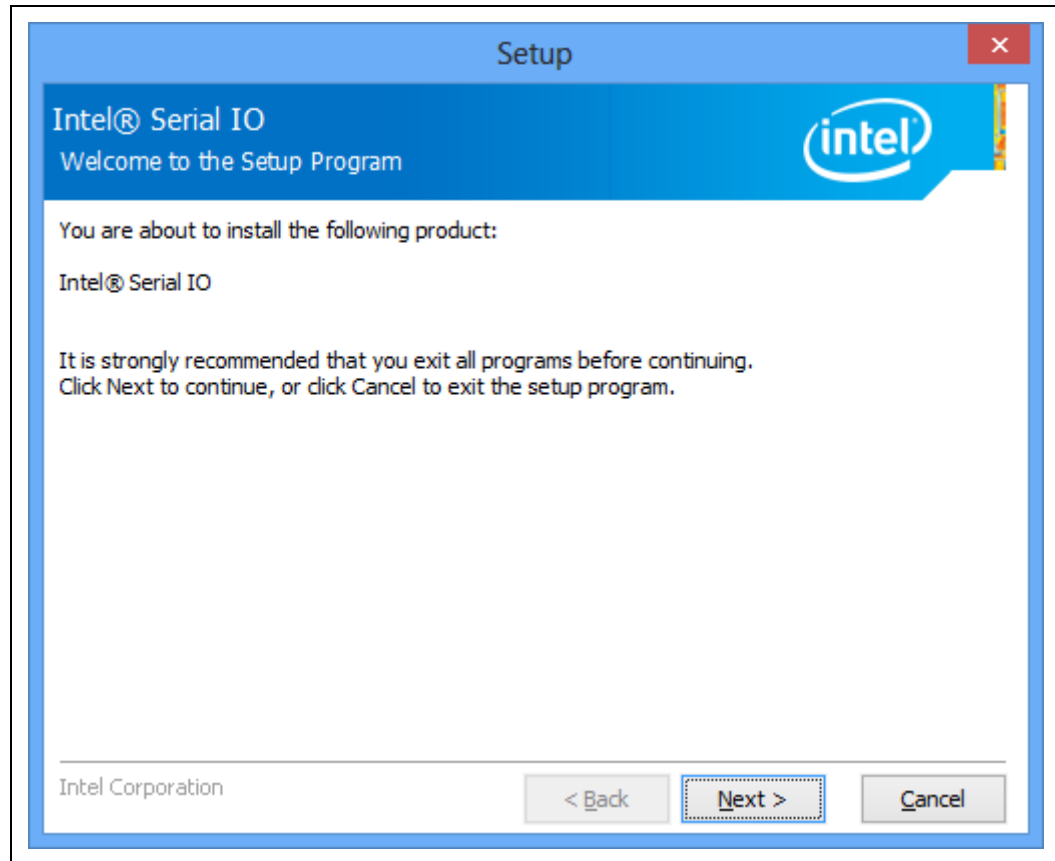 Setup
Intel® Serial IO
Welcome to the Setup Program
intel
You are about to install the following product:
Intel® Serial IO
It is strongly recommended that you exit all programs before continuing.
Click Next to continue, or click Cancel to exit the setup program.
Intel Corporation
< Back
Next >
Cancel